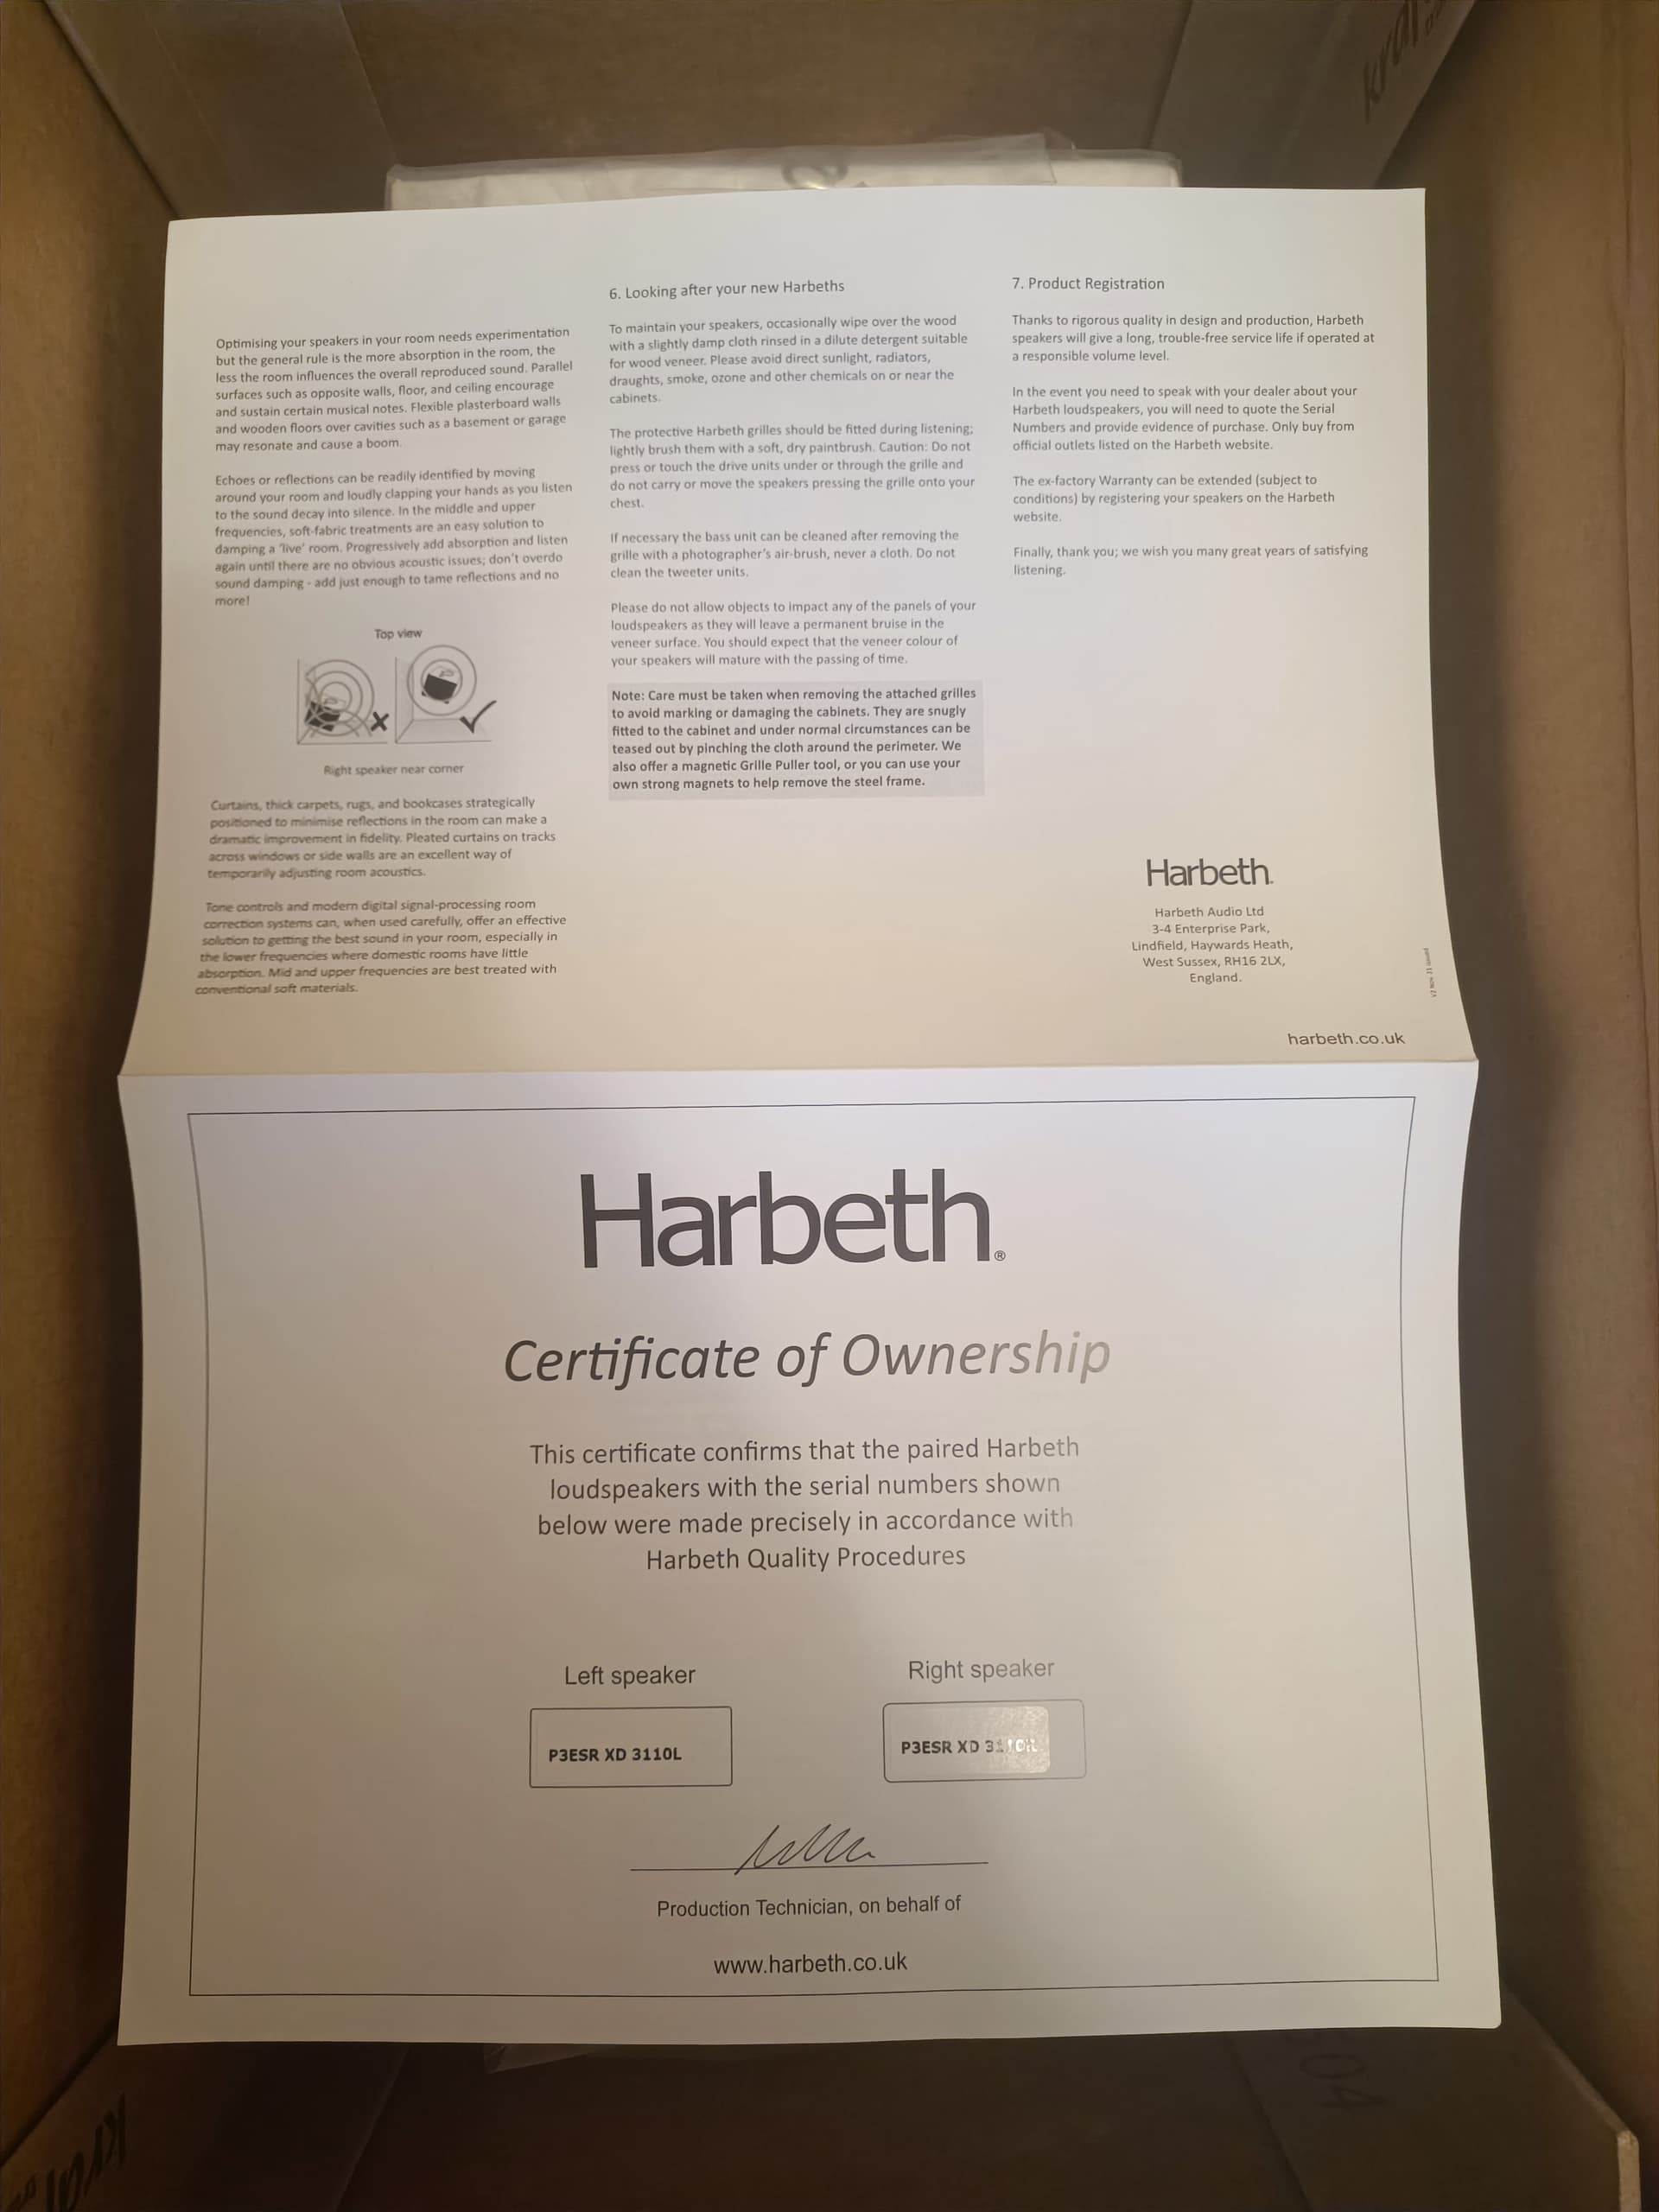 Optimising your speakers in your room needs experimentation
but the general rule is the more absorption in the room, the
less the room influences the overall reproduced sound. Parallel
surfaces such as opposite walls, floor, and ceiling encourage
and sustain certain musical notes. Flexible plasterboard walls
and wooden floors over cavities such as a basement or garage
may resonate and cause a boom.
Echoes or reflections can be readily identified by moving
around your room and loudly clapping your hands as you listen
to the sound decay into silence. In the middle and upper
frequencies, soft-fabric treatments are an easy solution to
damping a 'live' room. Progressively add absorption and listen
again until there are no obvious acoustic issues; don't overdo
sound damping - add just enough to tame reflections and no
more!
Top view
Right speaker near corner
Curtains, thick carpets, rugs, and bookcases strategically
positioned to minimise reflections in the room can make a
dramatic improvement in fidelity. Pleated curtains on tracks
across windows or side walls are an excellent way of
temporarily adjusting room acoustics.
Tone controls and modern digital signal-processing room
correction systems can, when used carefully, offer an effective
solution to getting the best sound in your room, especially in
the lower frequencies where domestic rooms have little
absorption. Mid and upper frequencies are best treated with
conventional soft materials.
6. Looking after your new Harbeths
To maintain your speakers, occasionally wipe over the wood
with a slightly damp cloth rinsed in a dilute detergent suitable
for wood veneer. Please avoid direct sunlight, radiators,
draughts, smoke, ozone and other chemicals on or near the
cabinets.
The protective Harbeth grilles should be fitted during listening;
lightly brush them with a soft, dry paintbrush. Caution: Do not
press or touch the drive units under or through the grille and
do not carry or move the speakers pressing the grille onto your
chest.
If necessary the bass unit can be cleaned after removing the
grille with a photographer's air-brush, never a cloth. Do not
clean the tweeter units.
Please do not allow objects to impact any of the panels of your
loudspeakers as they will leave a permanent bruise in the
veneer surface. You should expect that the veneer colour of
your speakers will mature with the passing of time.
Note: Care must be taken when removing the attached grilles
to avoid marking or damaging the cabinets. They are snugly
fitted to the cabinet and under normal circumstances can be
teased out by pinching the cloth around the perimeter. We
also offer a magnetic Grille Puller tool, or you can use your
own strong magnets to help remove the steel frame.
7. Product Registration
Thanks to rigorous quality in design and production, Harbeth
speakers will give a long, trouble-free service life if operated at
a responsible volume level.
In the event you need to speak with your dealer about your
Harbeth loudspeakers, you will need to quote the Serial
Numbers and provide evidence of purchase. Only buy from
official outlets listed on the Harbeth website.
The ex-factory Warranty can be extended (subject to
conditions) by registering your speakers on the Harbeth
website.
Finally, thank you; we wish you many great years of satisfying
listening.
Harbeth
Harbeth Audio Ltd
3-4 Enterprise Park,
Lindfield, Haywards Heath,
West Sussex, RH16 2LX,
England.
harbeth.co.uk
Harbeth®
Certificate of Ownership
This certificate confirms that the paired Harbeth
loudspeakers with the serial numbers shown
below were made precisely in accordance with
Harbeth Quality Procedures
Left speaker
Right speaker
P3ESR XD 3110L
P3ESR XD 3110R
Production Technician, on behalf of
www.harbeth.co.uk